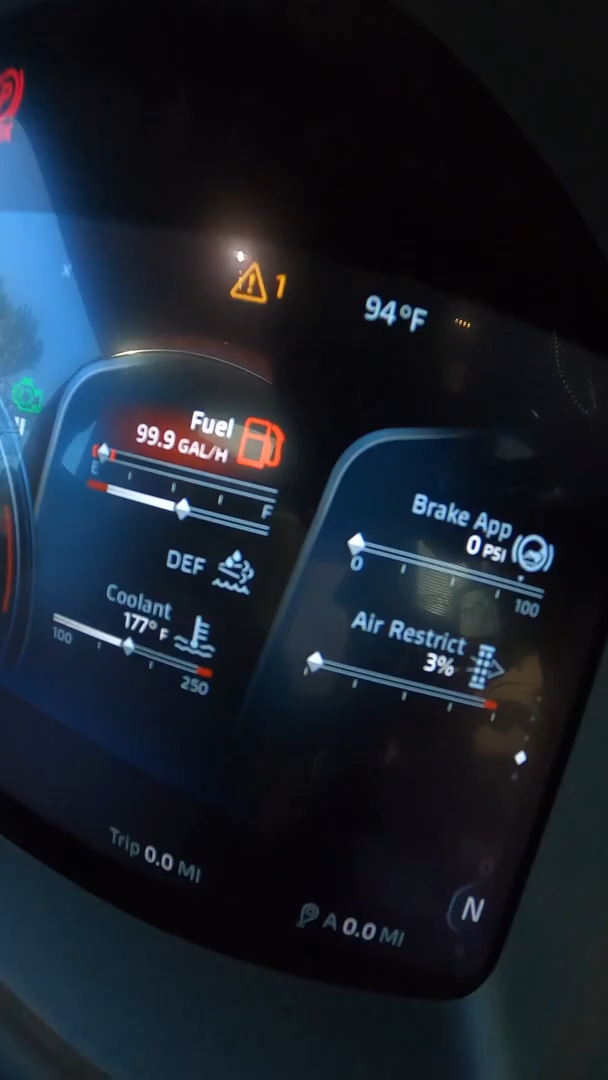 P
1
94°F
Fuel
99.9 GAL/H
E
F
DEF
Coolant
177° F
100
250
Brake App
0 PSI
0
100
Air Restrict
3%
Trip 0.0 MI
A 0.0 MI
N